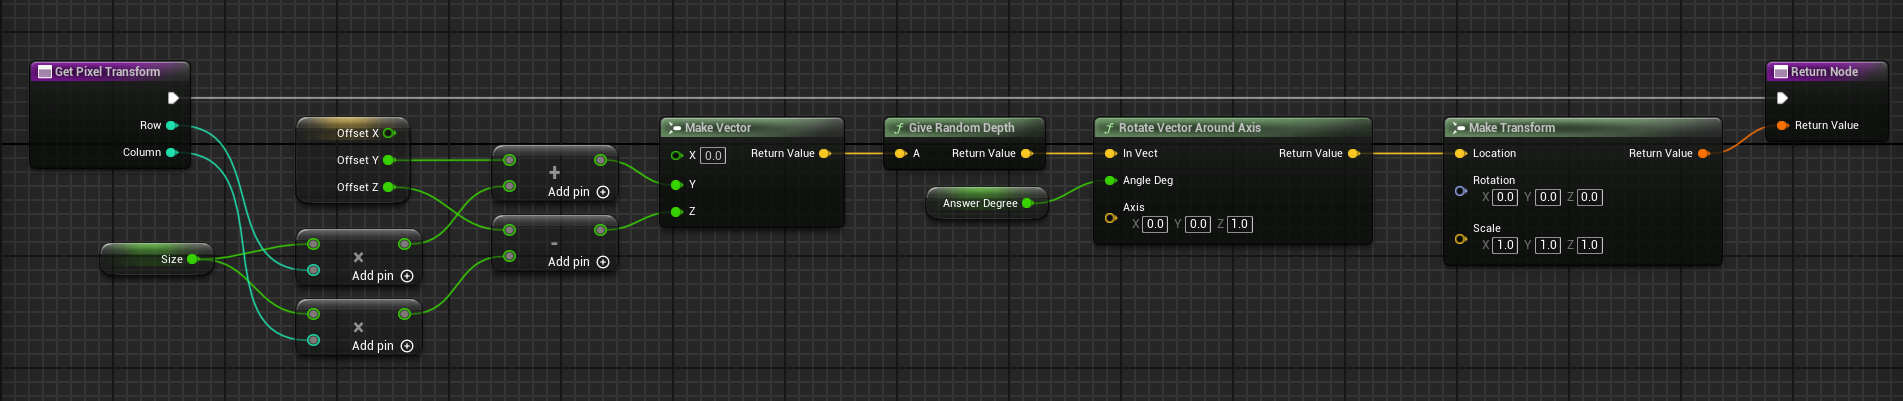 Get Pixel Transform
Row
Column
Offset X
Offset Y
Offset Z
Size
×
Add pin
×
Add pin
+
Add pin
-
Add pin
Make Vector
X 0.0
Y
Z
Return Value
f Give Random Depth
A Return Value
Answer Degree
f Rotate Vector Around Axis
In Vect Return Value
Angle Deg
Axis
X 0.0 Y 0.0 Z 1.0
Make Transform
Location Return Value
Rotation
X 0.0 Y 0.0 Z 0.0
Scale
X 1.0 Y 1.0 Z 1.0
Return Node
Return Value